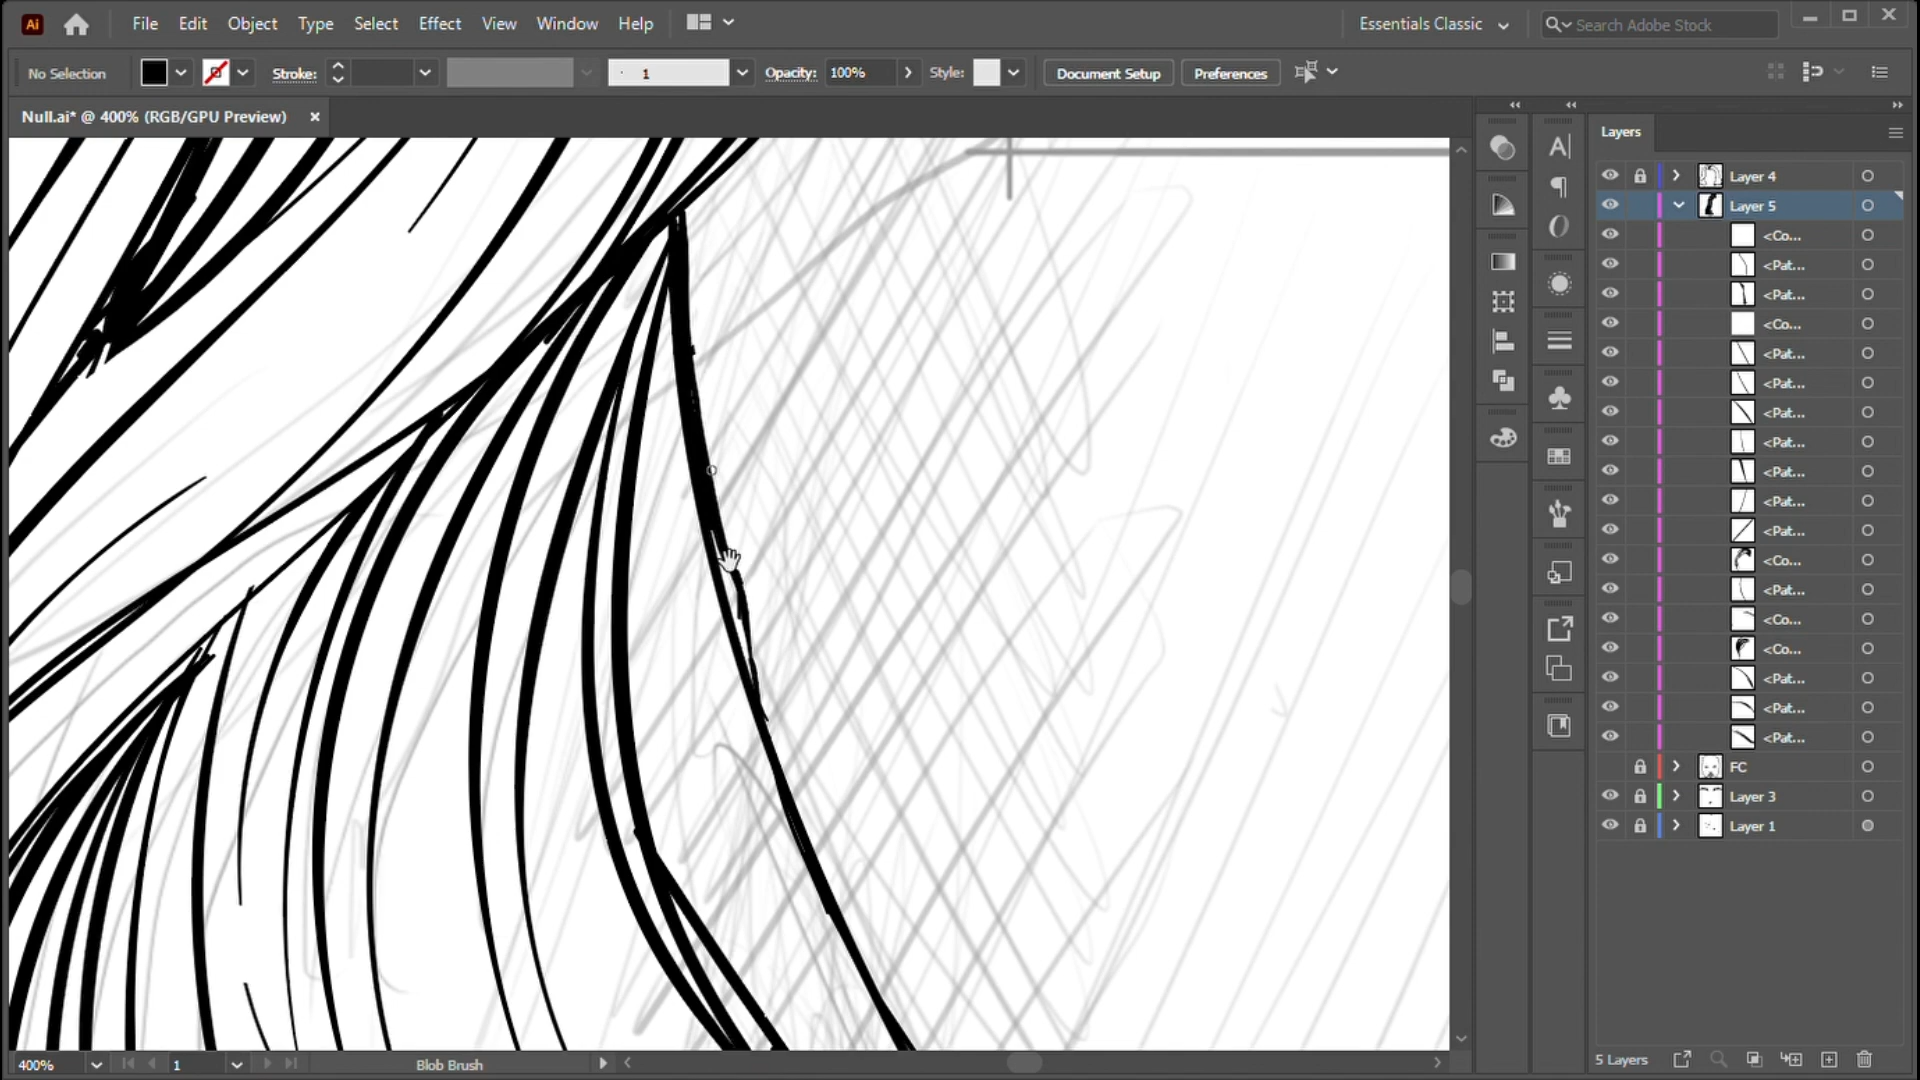 Ai File Edit Object Type Select Effect View Window Help Essentials Classic Search Adobe Stock
No Selection Stroke: 1 Opacity: 100% Style: Document Setup Preferences
Null.ai* @ 400% (RGB/GPU Preview)
Layers
Layer 4
Layer 5
<Co...
<Pat...
<Pat...
<Co...
<Pat...
<Pat...
<Pat...
<Pat...
<Pat...
<Pat...
<Pat...
<Co...
<Pat...
<Co...
<Co...
<Pat...
<Pat...
<Pat...
FC
Layer 3
Layer 1
400% 1 Blob Brush 5 Layers